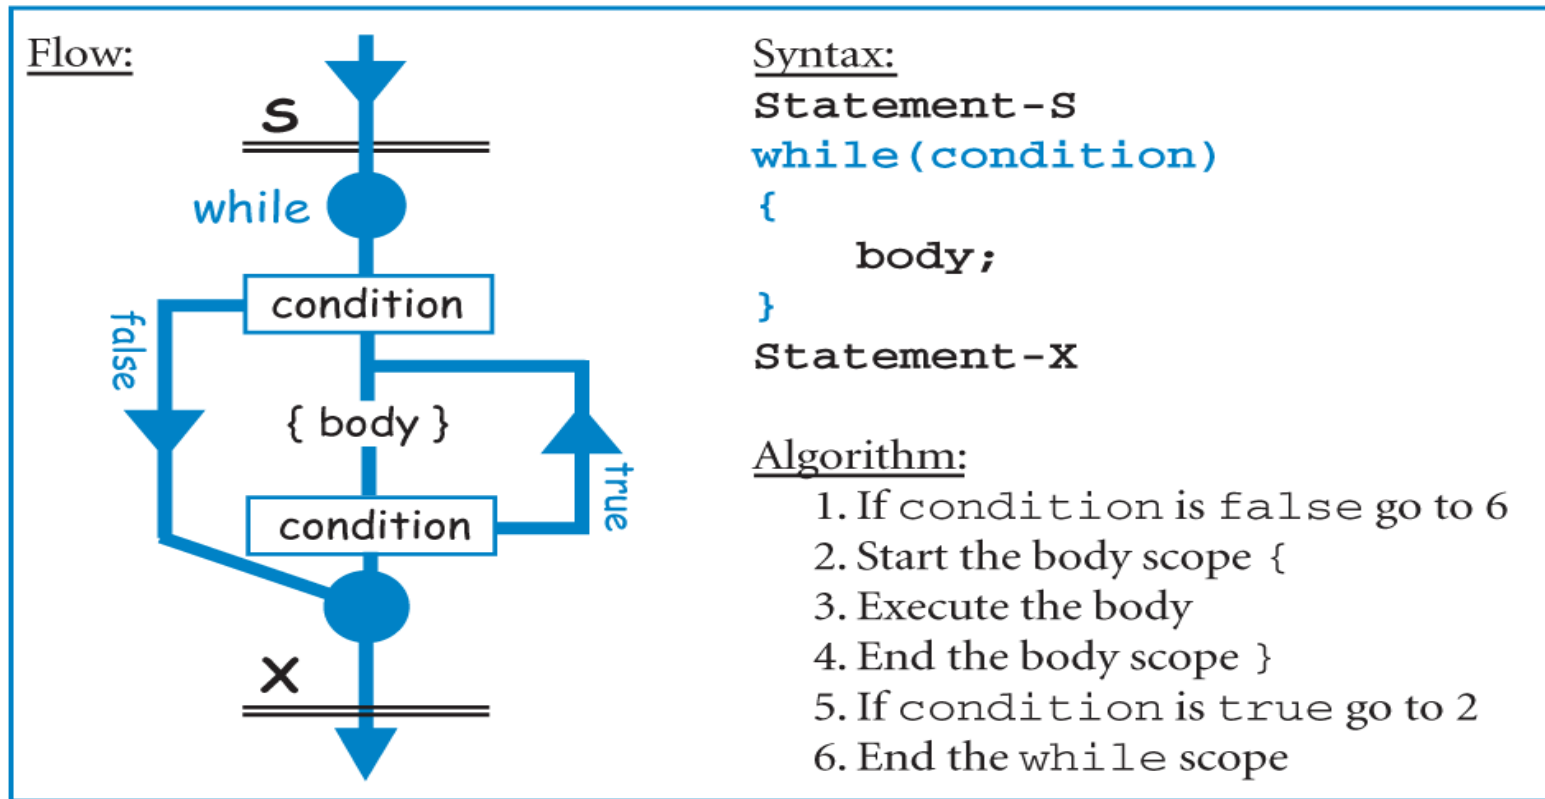 Flow:
S
while
condition
false
{ body }
true
condition
X
Syntax:
Statement-S
while(condition)
{
body;
}
Statement-X
Algorithm:
1. If condition is false go to 6
2. Start the body scope {
3. Execute the body
4. End the body scope }
5. If condition is true go to 2
6. End the while scope